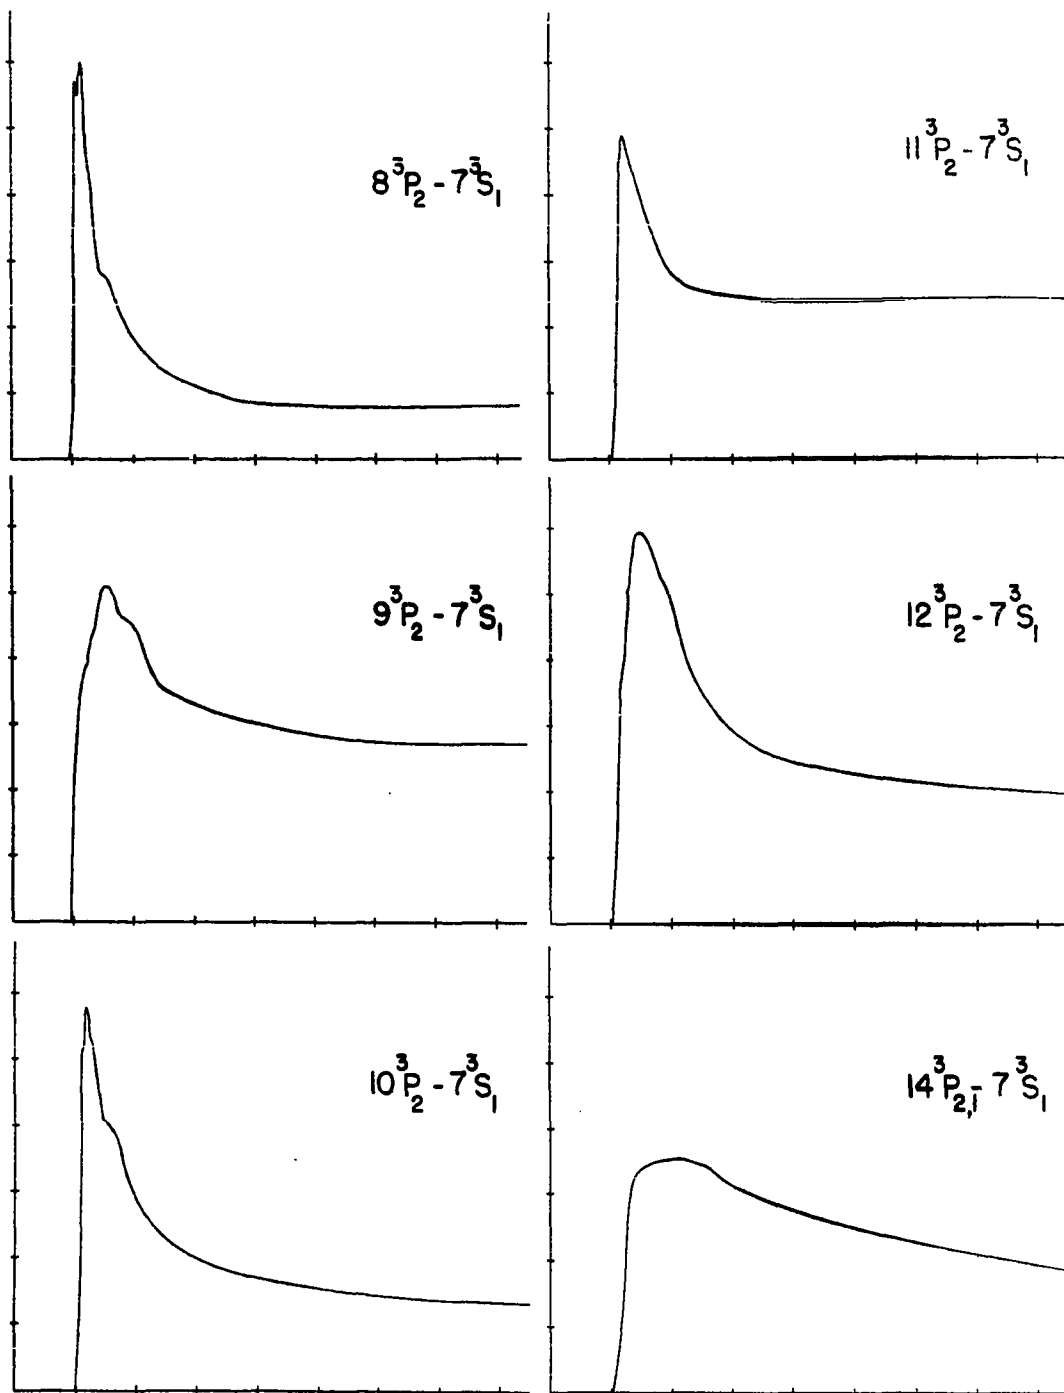 8³P₂ - 7³S₁
11³P₂ - 7³S₁
9³P₂ - 7³S₁
12³P₂ - 7³S₁
10³P₂ - 7³S₁
14³P₂,₁ - 7³S₁